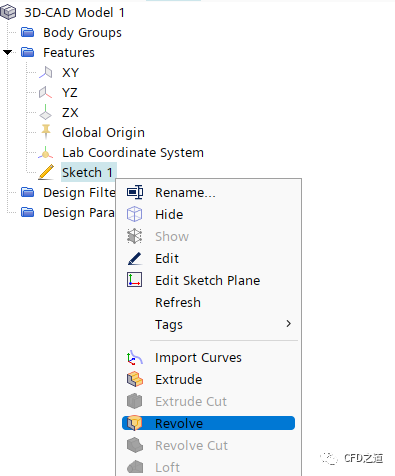 3D-CAD Model 1
Body Groups
Features
XY
YZ
ZX
Global Origin
Lab Coordinate System
Sketch 1
Design Filte
Design Para
Rename...
Hide
Show
Edit
Edit Sketch Plane
Refresh
Tags
Import Curves
Extrude
Extrude Cut
Revolve
Revolve Cut
Loft
CFD之道